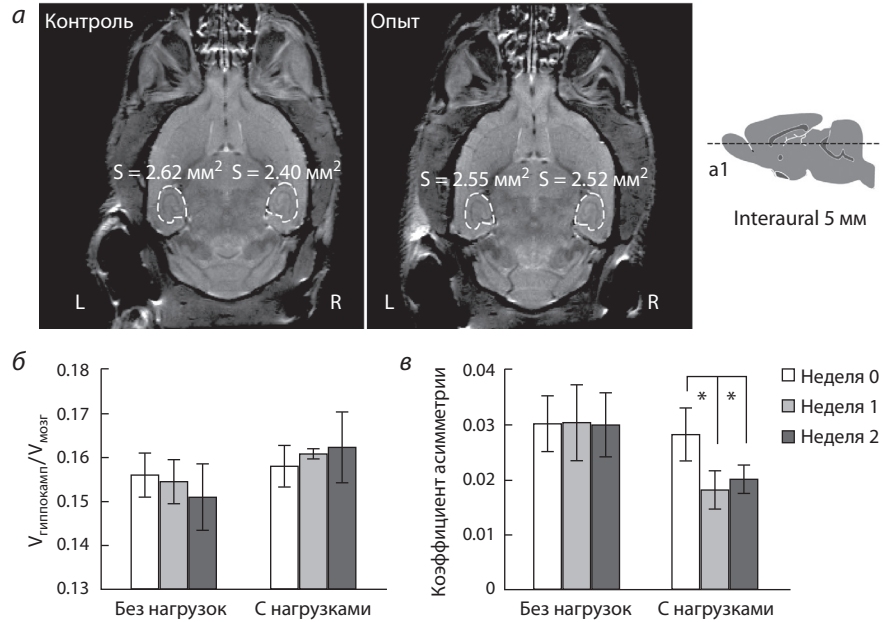 а
Контроль
Опыт
S = 2.62 мм² S = 2.40 мм²
S = 2.55 мм² S = 2.52 мм²
L R
L R
a1
Interaural 5 мм
б
0.18
0.17
0.16
0.15
0.14
0.13
Vгиппокамп/Vмозг
Без нагрузок С нагрузками
в
0.04
0.03
0.02
0.01
0
Коэффициент асимметрии
* *
Без нагрузок С нагрузками
Неделя 0
Неделя 1
Неделя 2